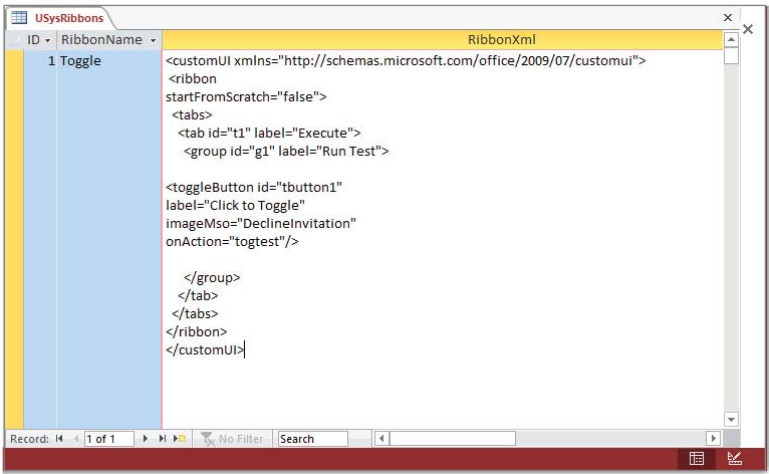 USysRibbons
ID RibbonName RibbonXml
1 Toggle
<customUI xmlns="http://schemas.microsoft.com/office/2009/07/customui">
<ribbon
startFromScratch="false">
<tabs>
<tab id="t1" label="Execute">
<group id="g1" label="Run Test">
<toggleButton id="tbutton1"
label="Click to Toggle"
imageMso="DeclineInvitation"
onAction="togtest"/>
</group>
</tab>
</tabs>
</ribbon>
</customUI>
Record: 1 of 1 No Filter Search